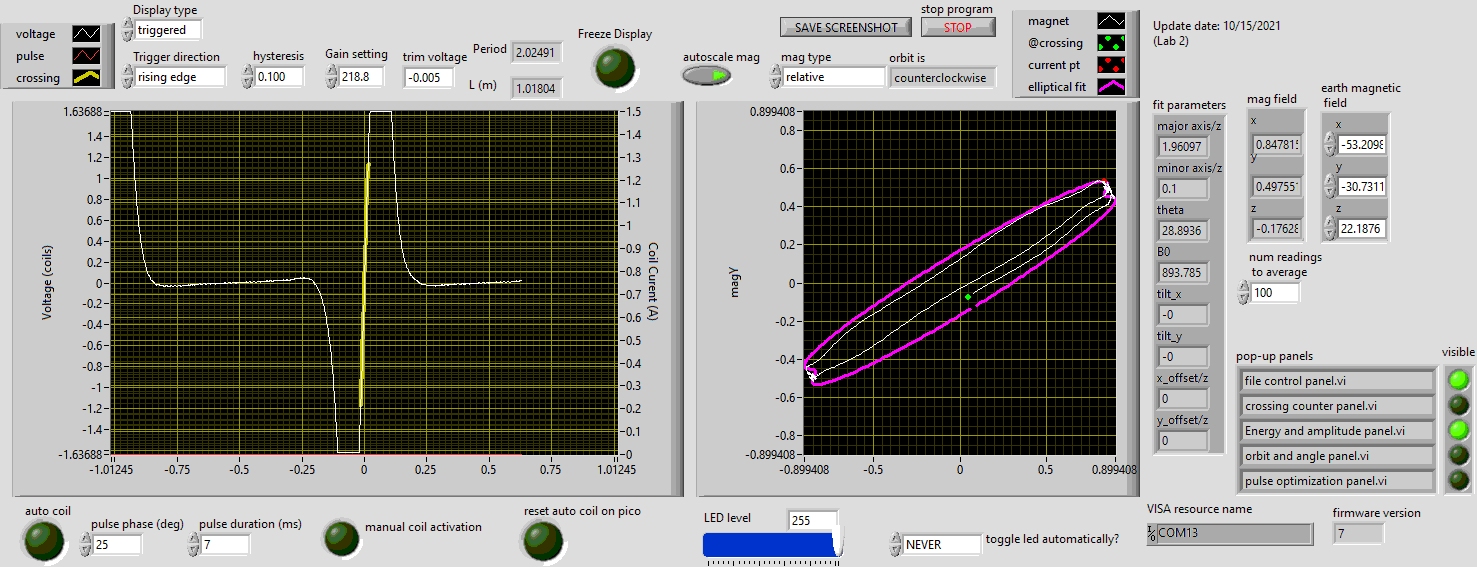 Display type
voltage
triggered
pulse
Trigger direction
crossing
rising edge
hysteresis
0.100
Gain setting
218.8
trim voltage
-0.005
Period
2.02491
L (m)
1.01804
Freeze Display
autoscale mag
SAVE SCREENSHOT
stop program
STOP
mag type
relative
orbit is
counterclockwise
magnet
@crossing
current pt
elliptical fit
Update date: 10/15/2021
(Lab 2)
1.63688
1.4
1.2
1
0.8
0.6
0.4
0.2
0
-0.2
-0.4
-0.6
-0.8
-1
-1.2
-1.4
-1.63688
Voltage (coils)
-1.01245
-0.75
-0.5
-0.25
0
0.25
0.5
0.75
1.01245
1.5
1.4
1.3
1.2
1.1
1
0.9
0.8
0.7
0.6
0.5
0.4
0.3
0.2
0.1
0
Coil Current (A)
0.899408
0.8
0.6
0.4
0.2
0
-0.2
-0.4
-0.6
-0.8
-0.899408
magY
-0.899408
-0.5
0
0.5
0.899408
fit parameters
major axis/z
1.96097
minor axis/z
0.1
theta
28.8936
B0
893.785
tilt_x
-0
tilt_y
-0
x_offset/z
0
y_offset/z
0
mag field
x
0.847815
y
0.49755
z
-0.17628
earth magnetic
field
x
-53.2098
y
-30.7311
z
22.1876
num readings
to average
100
pop-up panels
visible
file control panel.vi
crossing counter panel.vi
Energy and amplitude panel.vi
orbit and angle panel.vi
pulse optimization panel.vi
auto coil
pulse phase (deg)
25
pulse duration (ms)
7
manual coil activation
reset auto coil on pico
LED level
255
NEVER
toggle led automatically?
VISA resource name
COM13
firmware version
7